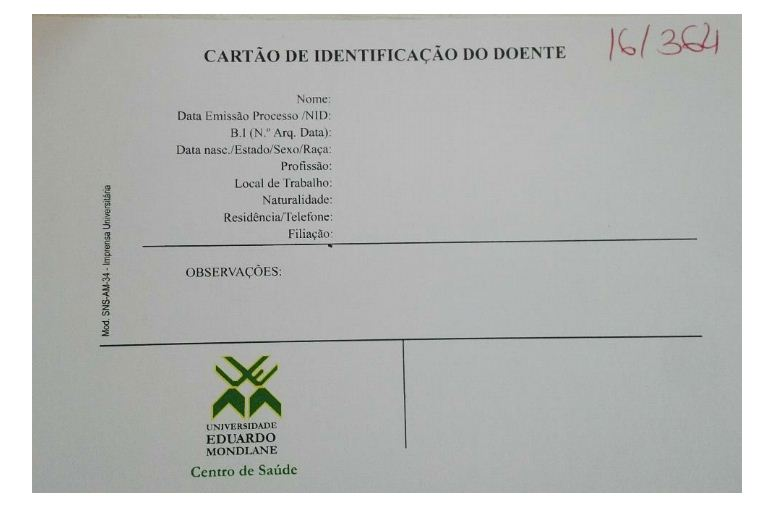 CARTÃO DE IDENTIFICAÇÃO DO DOENTE
16/364
Nome:
Data Emissão Processo /NID:
B.I (N.º Arq. Data):
Data nasc./Estado/Sexo/Raça:
Profissão:
Local de Trabalho:
Naturalidade:
Residência/Telefone:
Filiação:
Mod. SNS-AM-34 - Imprensa Universitária
OBSERVAÇÕES:
UEM
UNIVERSIDADE
EDUARDO
MONDLANE
Centro de Saúde